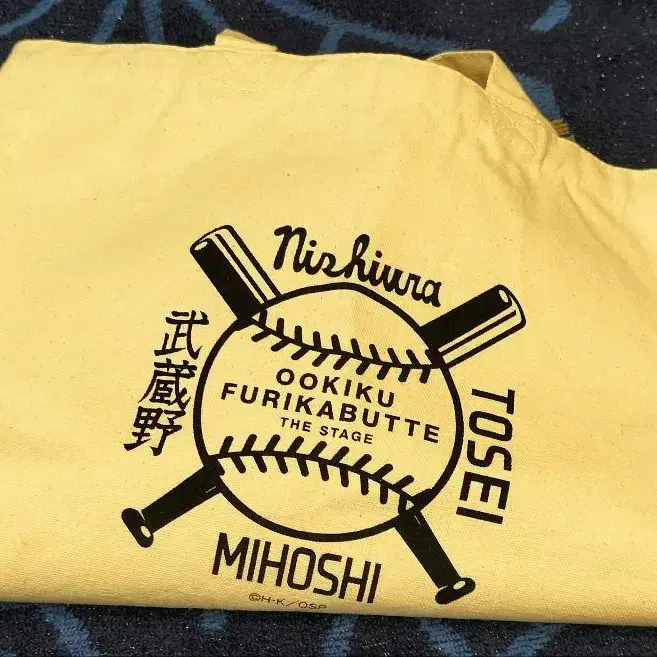 Nishiura
武蔵野
OOKIKU
FURIKABUTTE
THE STAGE
TOSEI
MIHOSHI
©H·K/OSP